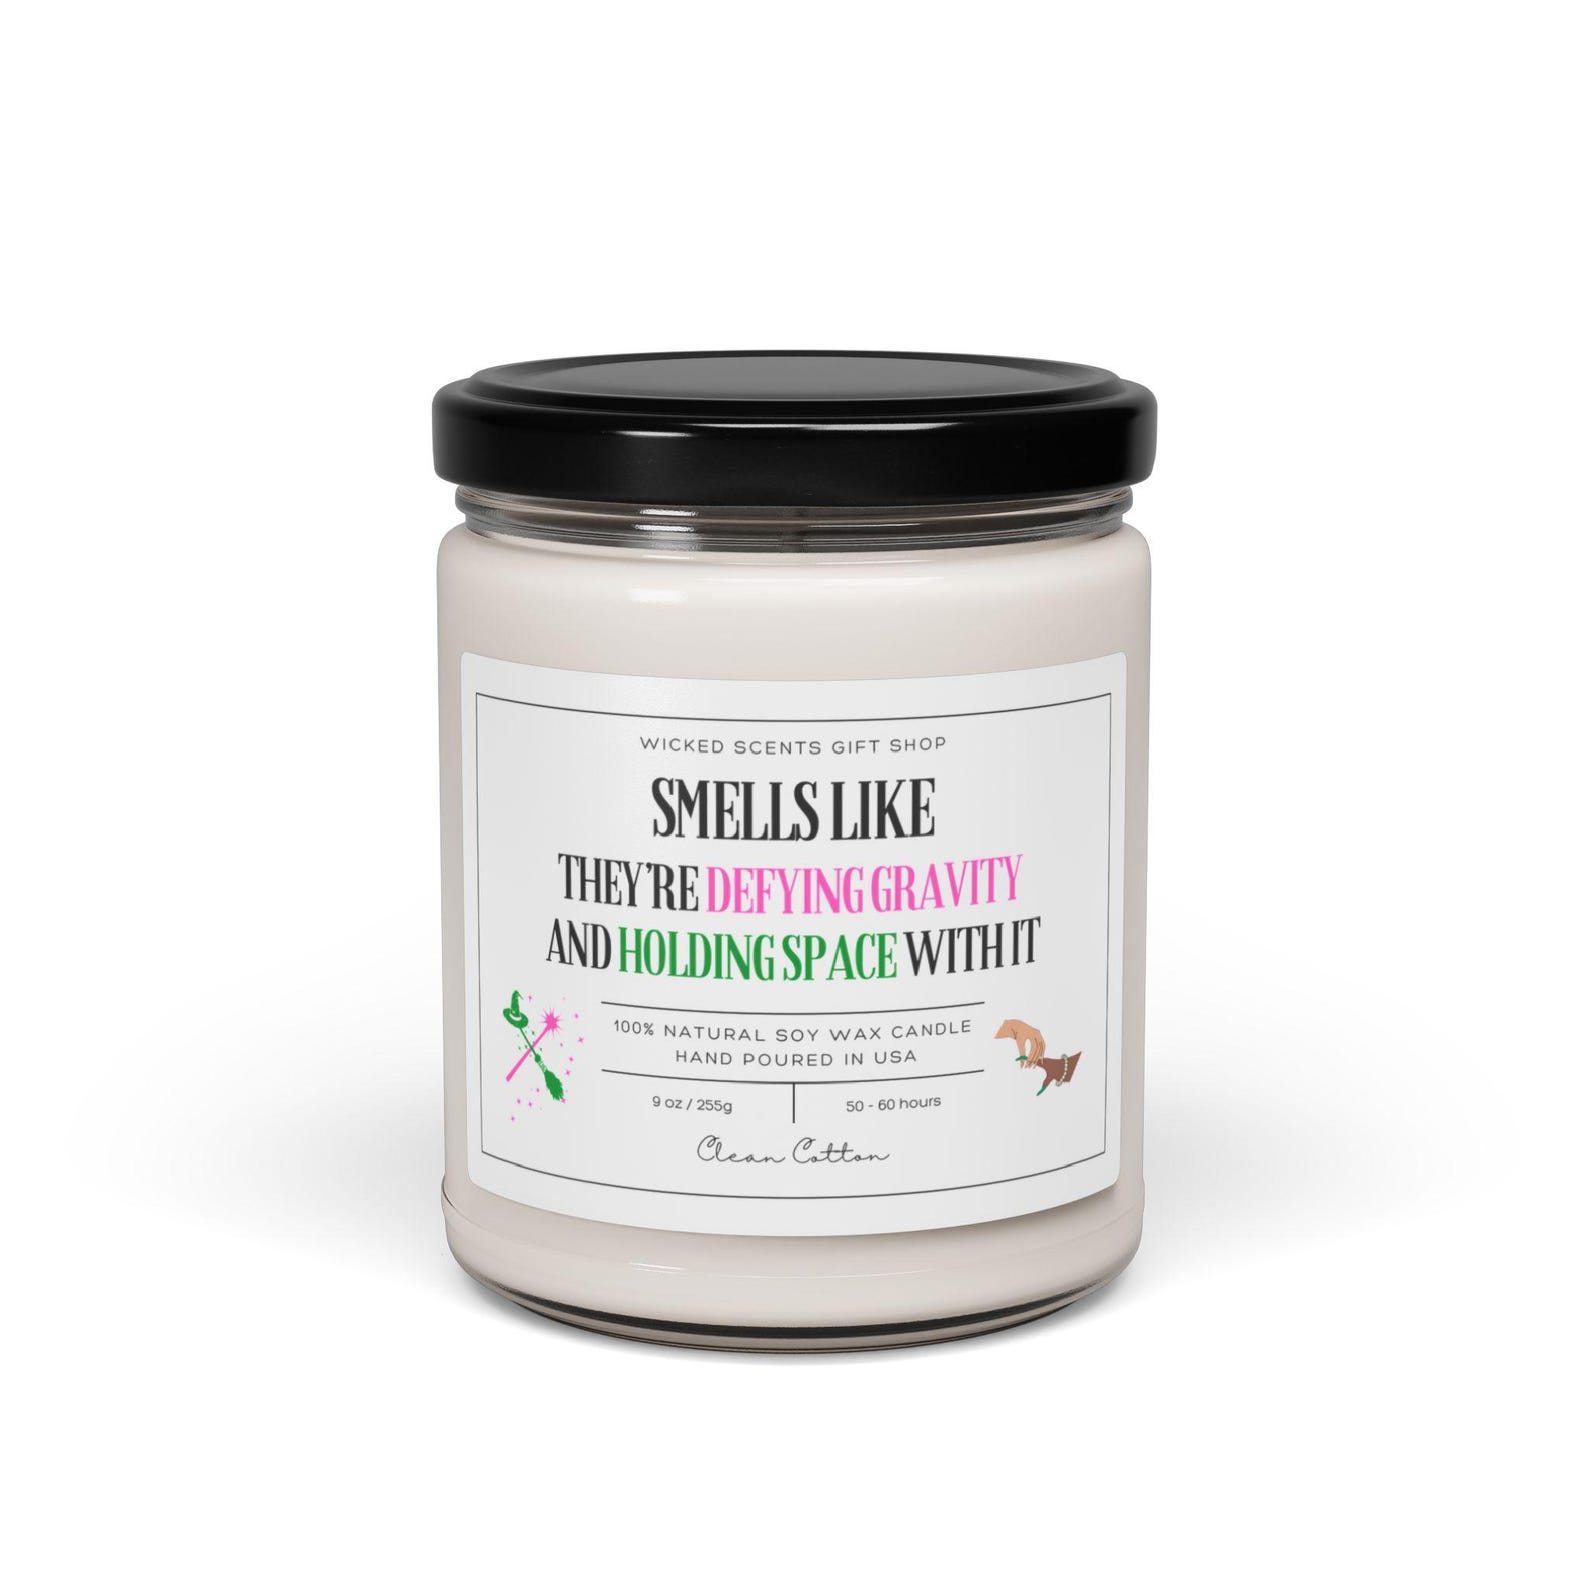 WICKED SCENTS GIFT SHOP
SMELLS LIKE
THEY'RE DEFYING GRAVITY
AND HOLDING SPACE WITH IT
100% NATURAL SOY WAX CANDLE
HAND POURED IN USA
9 oz / 255g
50 - 60 hours
Clean Cotton